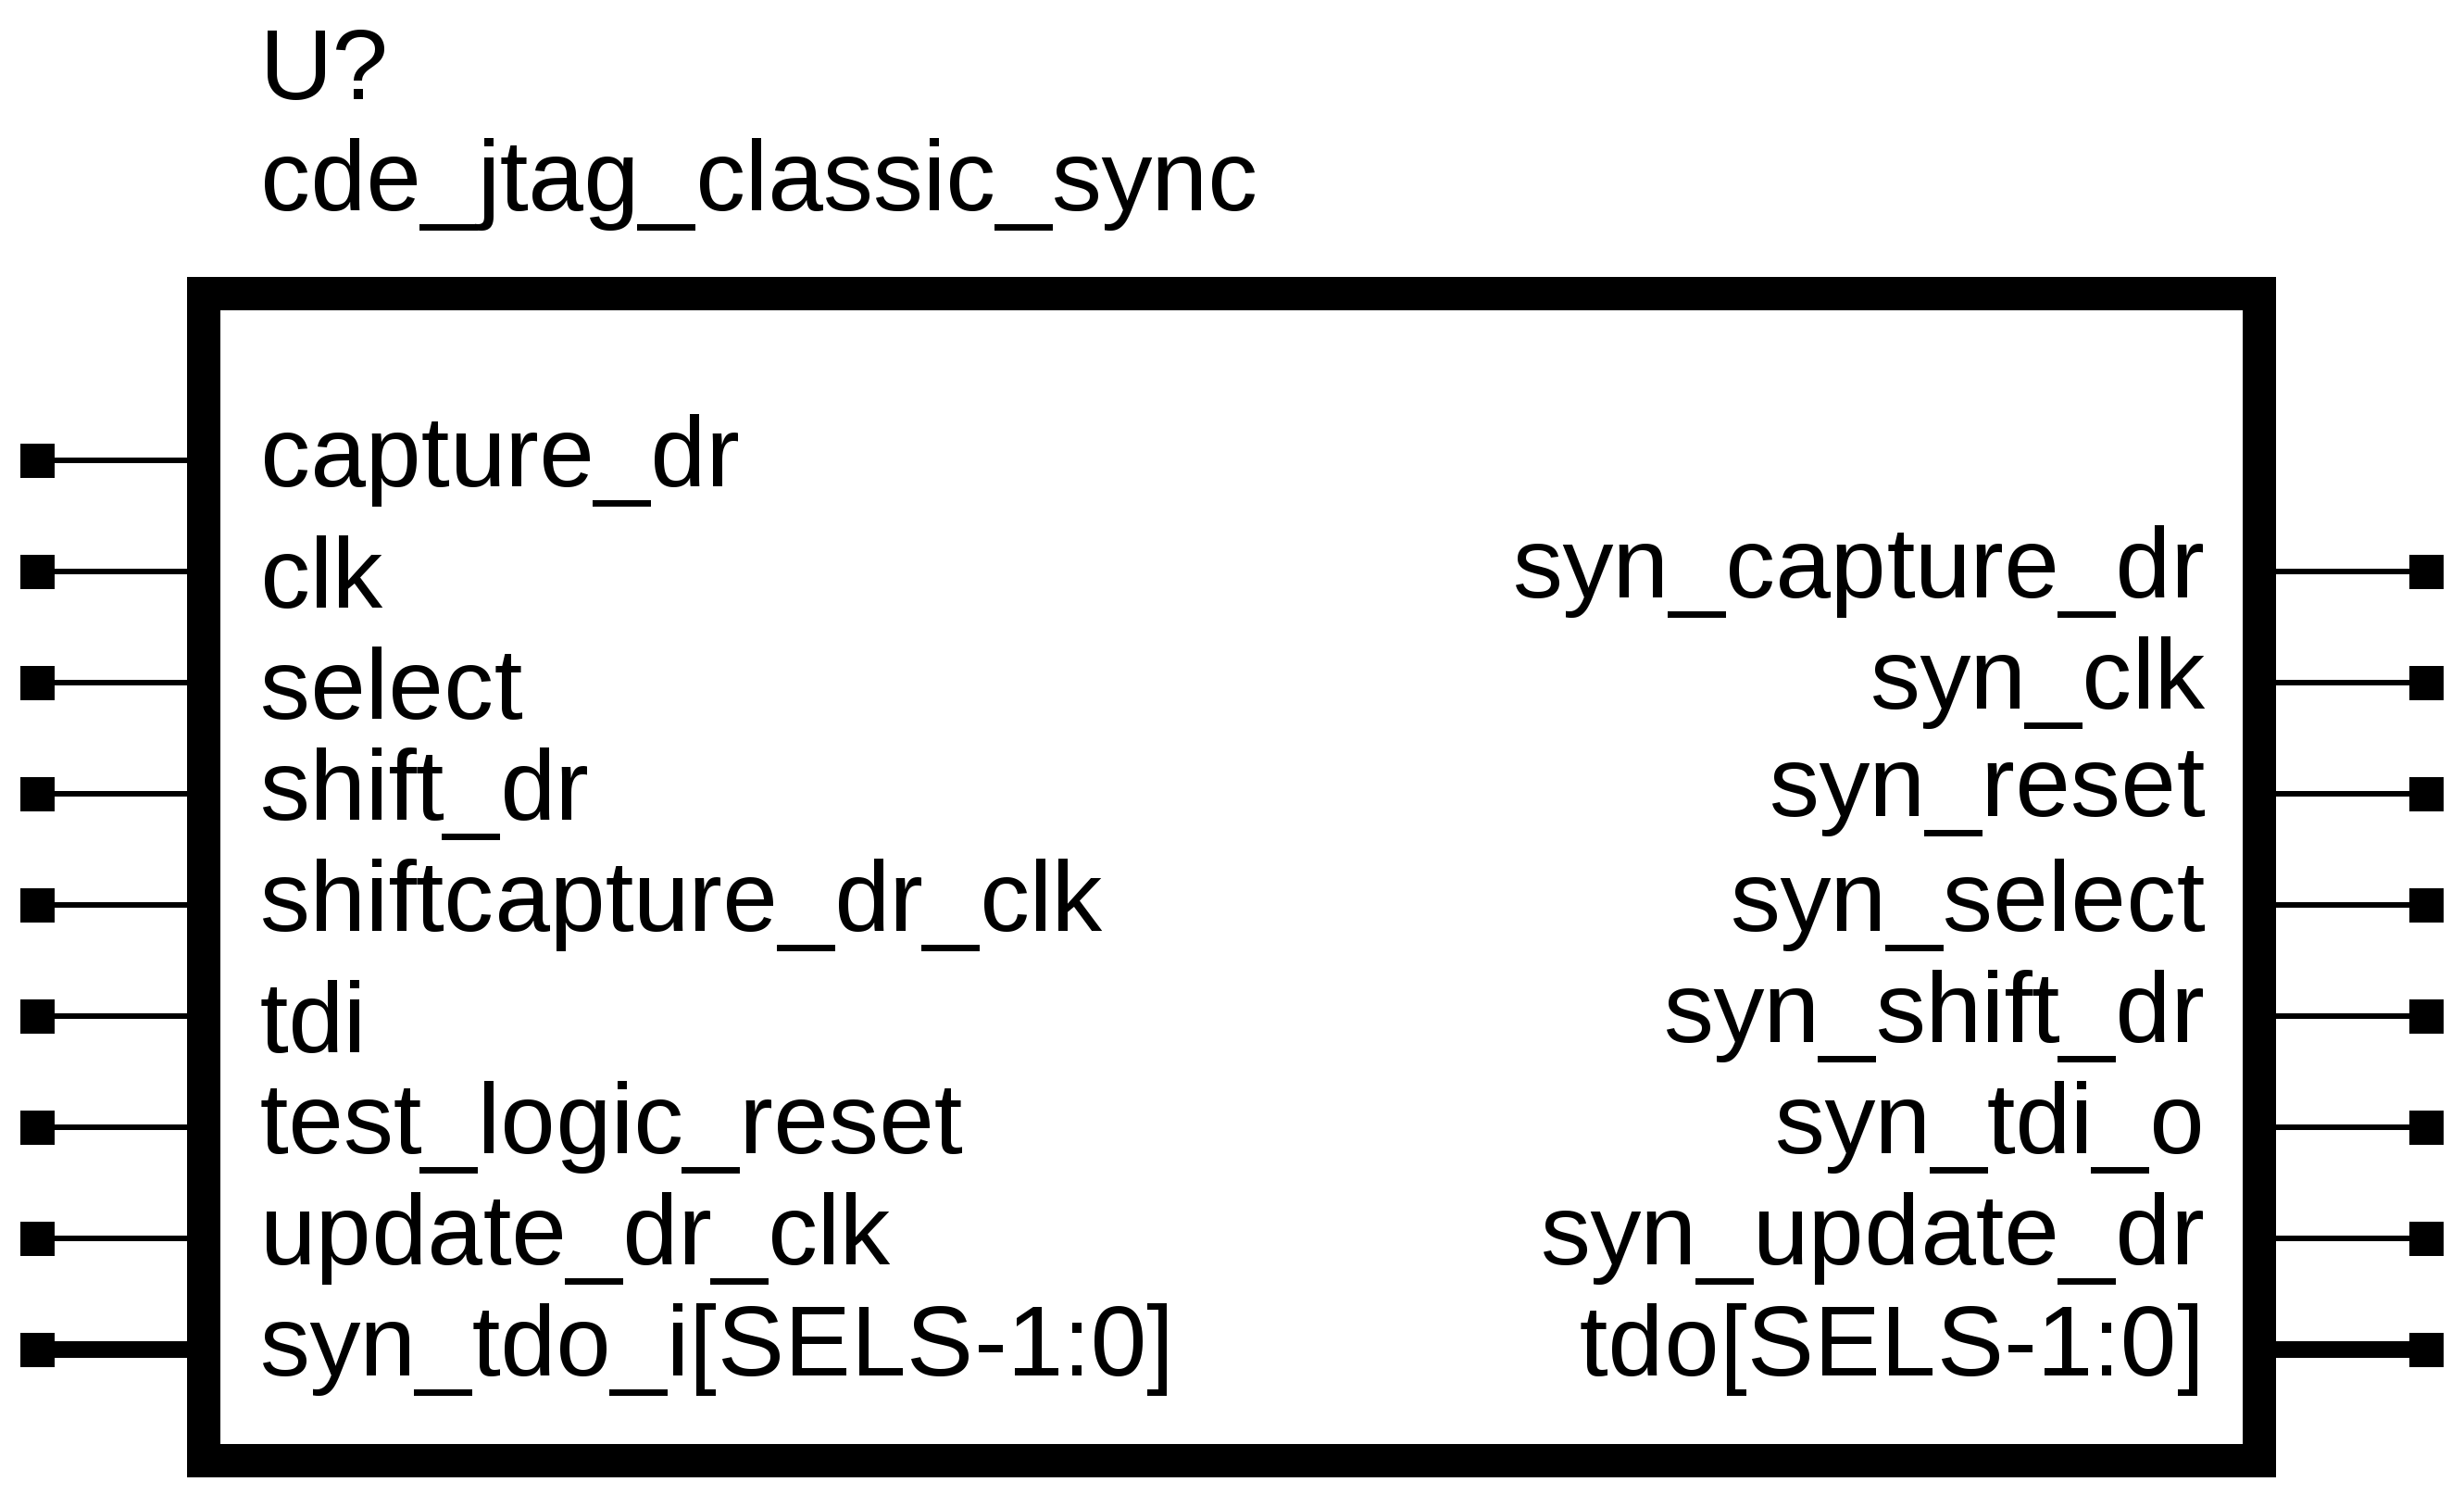 U?
cde_jtag_classic_sync
capture_dr
clk
select
shift_dr
shiftcapture_dr_clk
tdi
test_logic_reset
update_dr_clk
syn_tdo_i[SELS-1:0]
syn_capture_dr
syn_clk
syn_reset
syn_select
syn_shift_dr
syn_tdi_o
syn_update_dr
tdo[SELS-1:0]